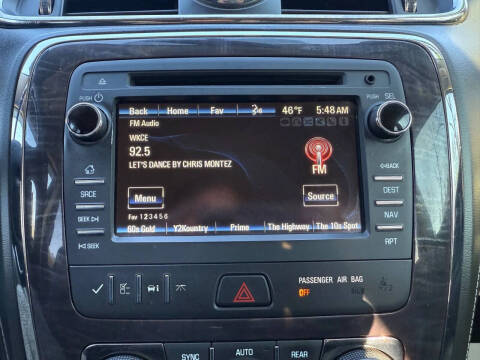 PUSH
PUSH SEL
Back Home Fav 46°F 5:48 AM
FM Audio
WKCE
92.5
LET'S DANCE BY CHRIS MONTEZ
FM
Menu
Source
Fav 1 2 3 4 5 6
60s Gold Y2Kountry Prime The Highway The 10s Spot
SRCE
SEEK
SEEK
BACK
DEST
NAV
RPT
PASSENGER AIR BAG
OFF
SYNC
AUTO
REAR